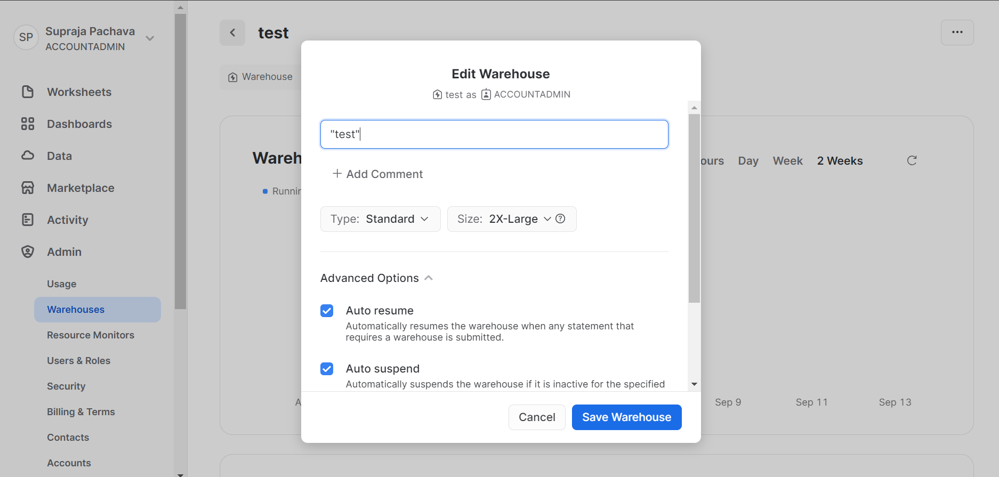 SP
Supraja Pachava
ACCOUNTADMIN
Worksheets
Dashboards
Data
Marketplace
Activity
Admin
Usage
Warehouses
Resource Monitors
Users & Roles
Security
Billing & Terms
Contacts
Accounts
test
Warehouse
Edit Warehouse
test as ACCOUNTADMIN
"test"
+ Add Comment
Type: Standard
Size: 2X-Large
Advanced Options
Auto resume
Automatically resumes the warehouse when any statement that
requires a warehouse is submitted.
Auto suspend
Automatically suspends the warehouse if it is inactive for the specified
Cancel
Save Warehouse
Day
Week
2 Weeks
Sep 9
Sep 11
Sep 13